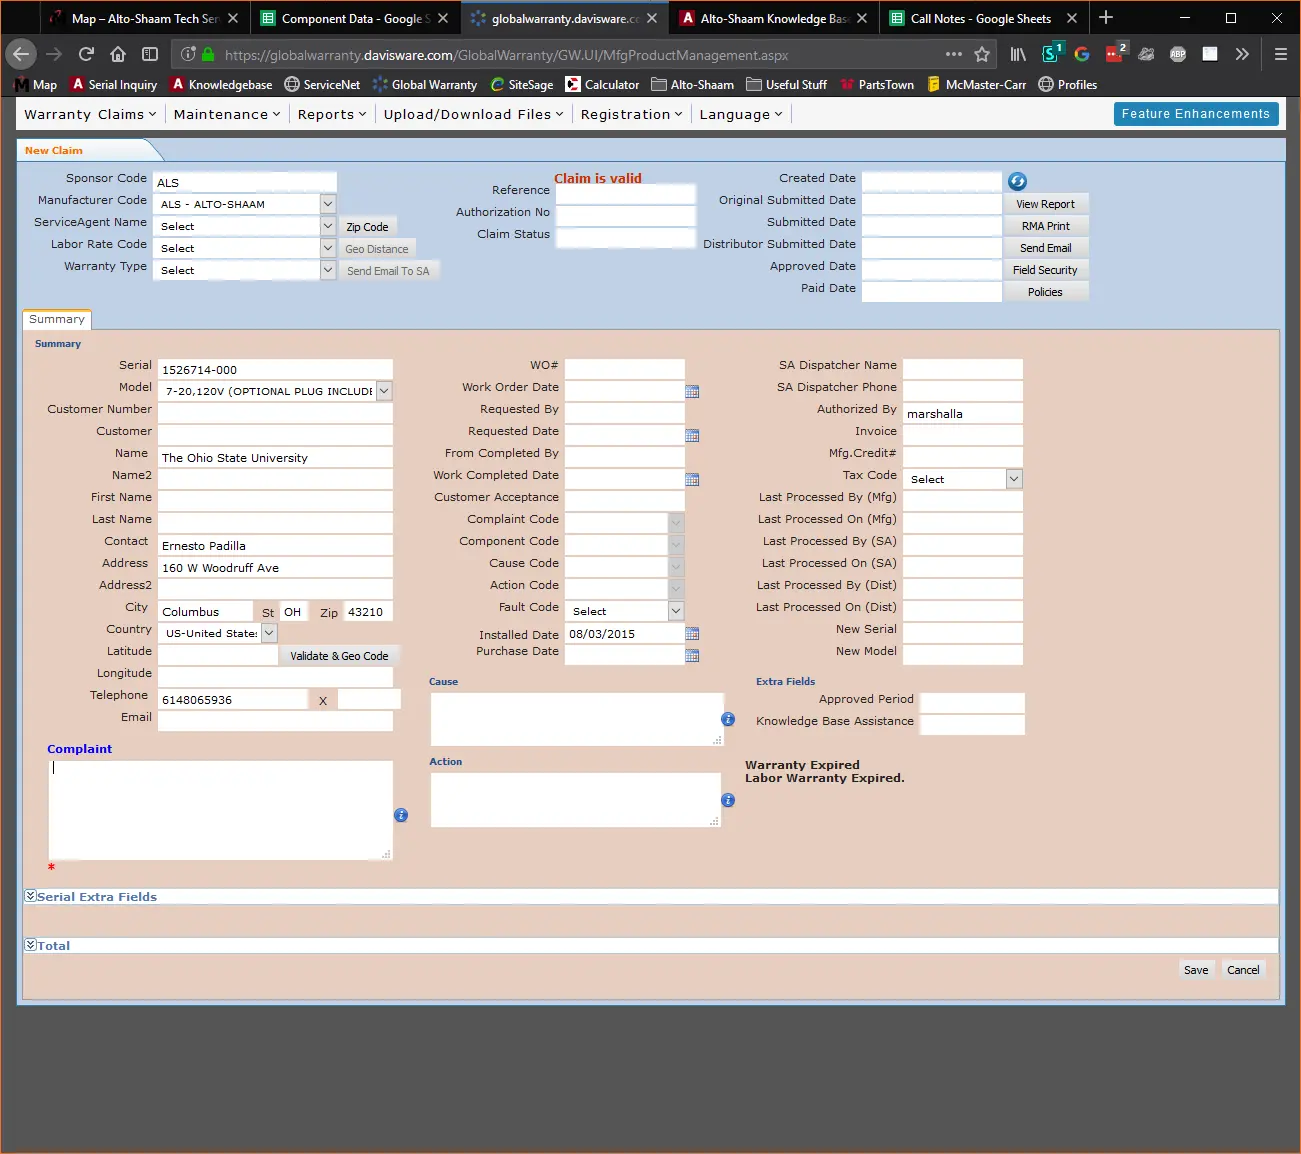 Map – Alto-Shaam Tech Ser
Component Data - Google S
globalwarranty.davisware.co
Alto-Shaam Knowledge Bas
Call Notes - Google Sheets
https://globalwarranty.davisware.com/GlobalWarranty/GW.UI/MfgProductManagement.aspx
1
2
ABP
Map
Serial Inquiry
Knowledgebase
ServiceNet
Global Warranty
SiteSage
Calculator
Alto-Shaam
Useful Stuff
PartsTown
McMaster-Carr
Profiles
Warranty Claims
Maintenance
Reports
Upload/Download Files
Registration
Language
Feature Enhancements
New Claim
Sponsor Code ALS
Manufacturer Code ALS - ALTO-SHAAM
ServiceAgent Name Select Zip Code
Labor Rate Code Select Geo Distance
Warranty Type Select Send Email To SA
Claim is valid
Reference
Authorization No
Claim Status
Created Date
Original Submitted Date View Report
Submitted Date RMA Print
Distributor Submitted Date Send Email
Approved Date Field Security
Paid Date Policies
Summary
Summary
Serial 1526714-000
Model 7-20,120V (OPTIONAL PLUG INCLUDE
Customer Number
Customer
Name The Ohio State University
Name2
First Name
Last Name
Contact Ernesto Padilla
Address 160 W Woodruff Ave
Address2
City Columbus St OH Zip 43210
Country US-United States
Latitude Validate & Geo Code
Longitude
Telephone 6148065936 X
Email
Complaint
*
WO#
Work Order Date
Requested By
Requested Date
From Completed By
Work Completed Date
Customer Acceptance
Complaint Code
Component Code
Cause Code
Action Code
Fault Code Select
Installed Date 08/03/2015
Purchase Date
Cause
Action
SA Dispatcher Name
SA Dispatcher Phone
Authorized By marshalla
Invoice
Mfg.Credit#
Tax Code Select
Last Processed By (Mfg)
Last Processed On (Mfg)
Last Processed By (SA)
Last Processed On (SA)
Last Processed By (Dist)
Last Processed On (Dist)
New Serial
New Model
Extra Fields
Approved Period
Knowledge Base Assistance
Warranty Expired
Labor Warranty Expired.
Serial Extra Fields
Total
Save Cancel